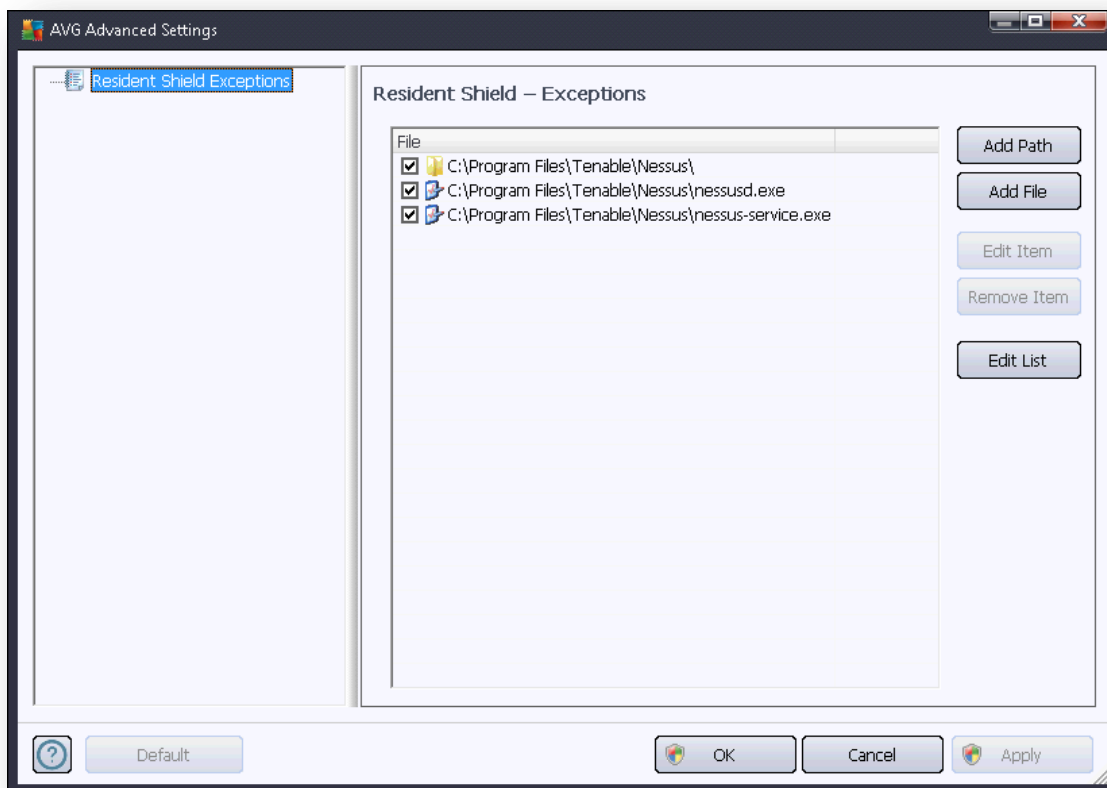 AVG Advanced Settings
Resident Shield Exceptions
Resident Shield – Exceptions
File
C:\Program Files\Tenable\Nessus\
C:\Program Files\Tenable\Nessus\nessusd.exe
C:\Program Files\Tenable\Nessus\nessus-service.exe
Add Path
Add File
Edit Item
Remove Item
Edit List
?
Default
OK
Cancel
Apply